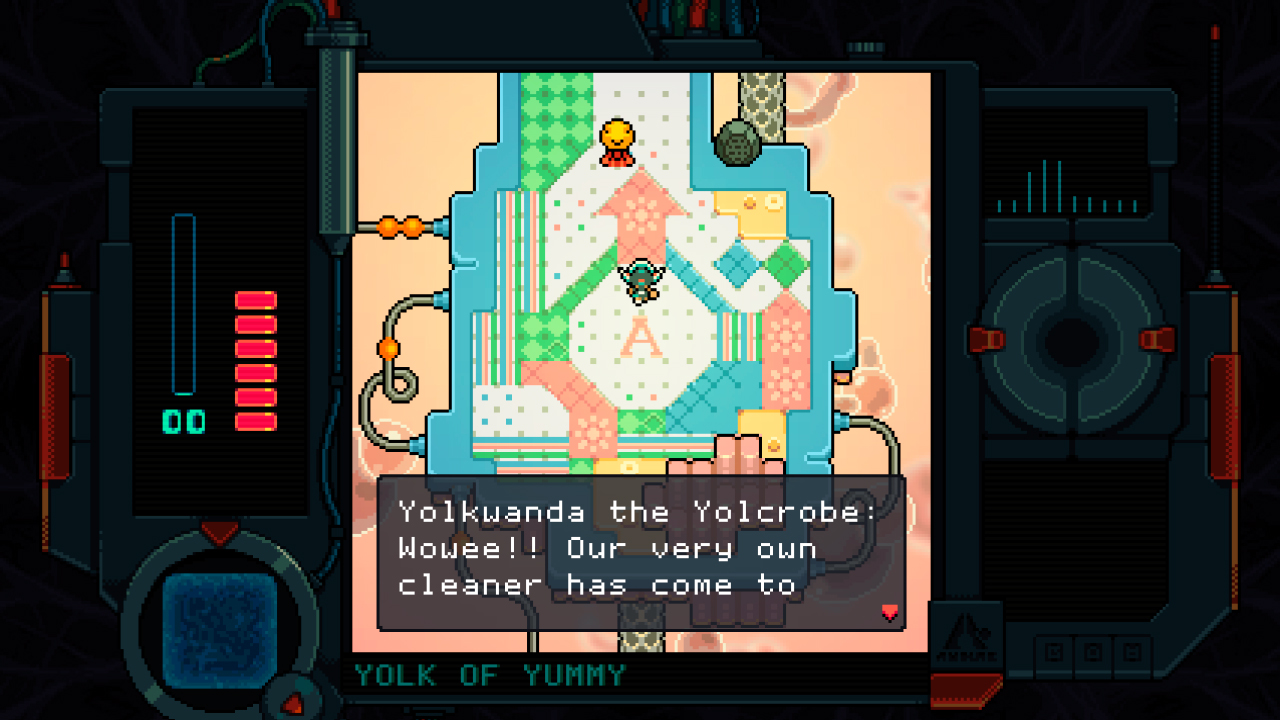 A
00
Yolkwanda the Yolcrobe:
Wowee!! Our very own
cleaner has come to
YOLK OF YUMMY